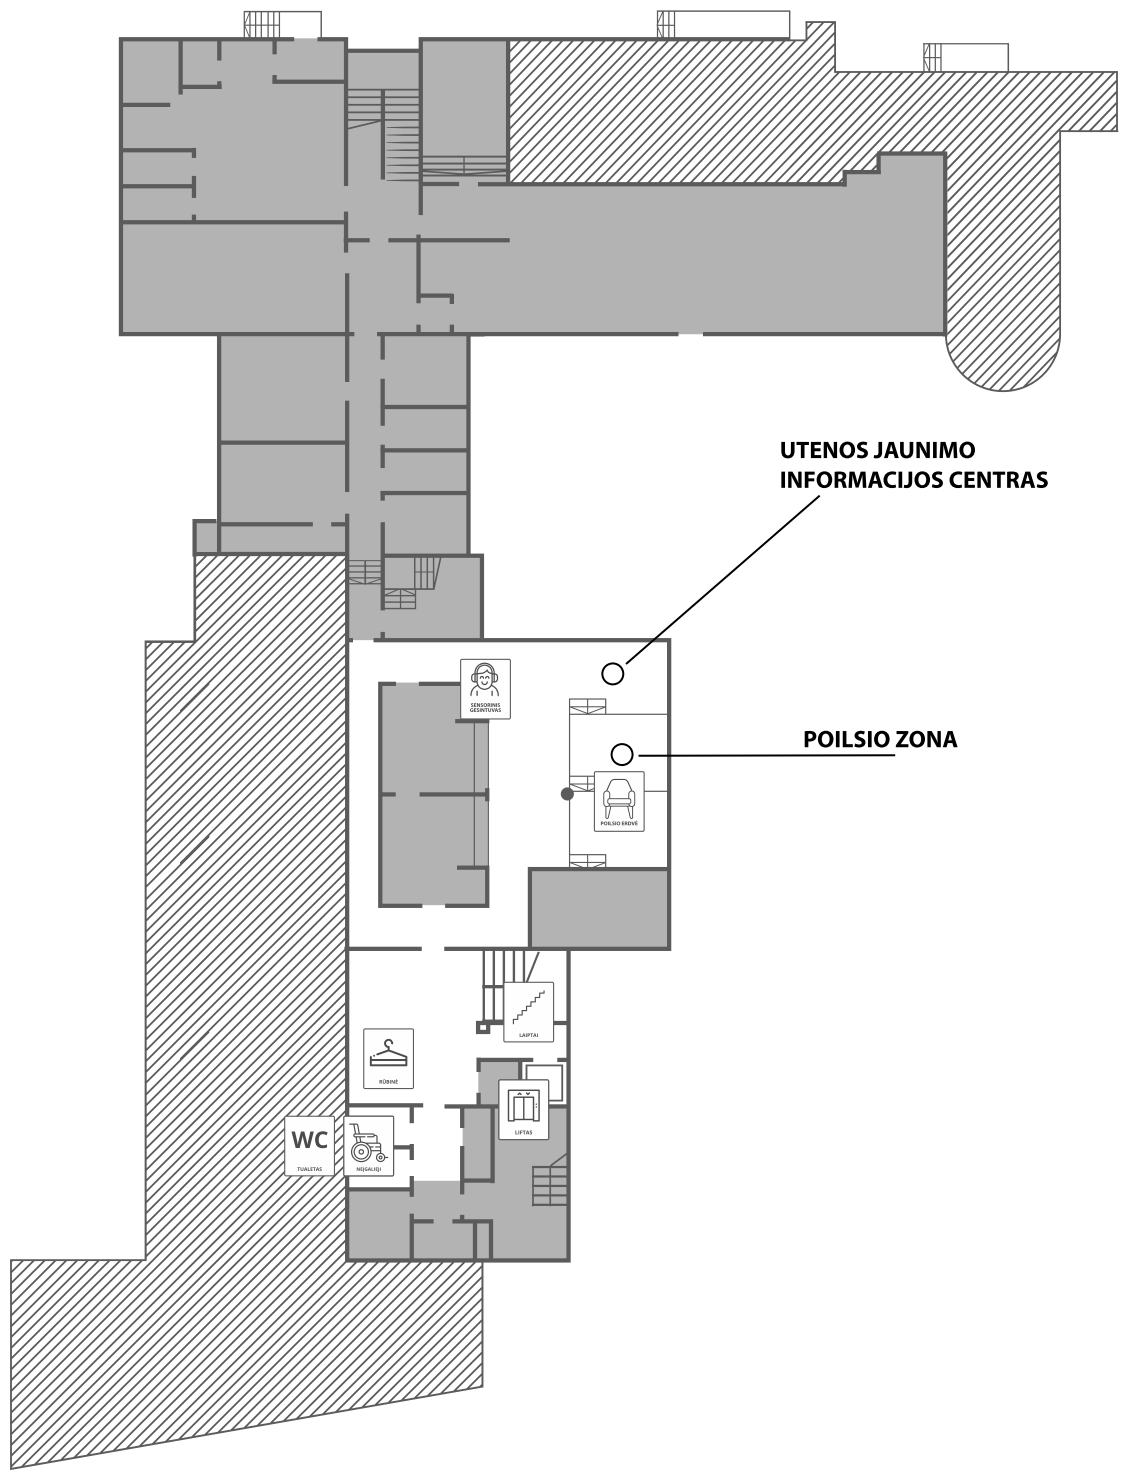 UTENOS JAUNIMO
INFORMACIJOS CENTRAS
SENSORINIS
GESINTUVAS
POILSIO ZONA
POILSIO ERDVĖ
LAIPTAI
RŪBINĖ
LIFTAS
WC
TUALETAS
NEĮGALIEJI